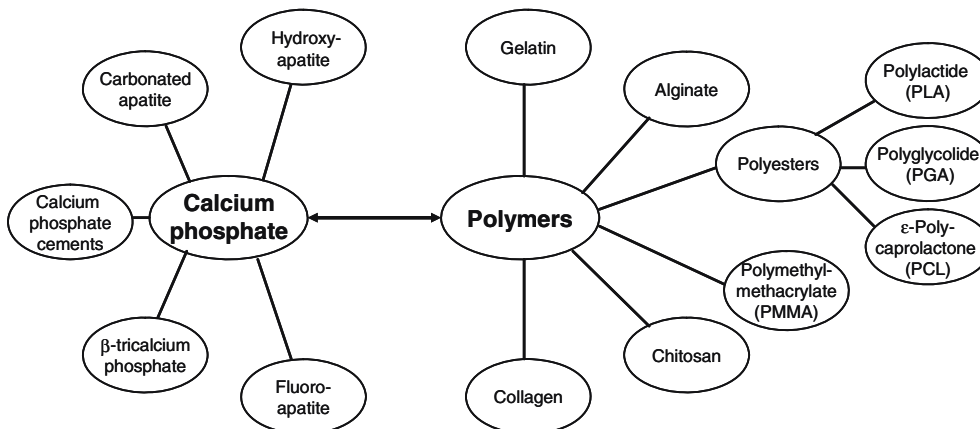 Hydroxy-
apatite
Carbonated
apatite
Calcium
phosphate
cements
Calcium
phosphate
β-tricalcium
phosphate
Fluoro-
apatite
Gelatin
Alginate
Polymers
Polyesters
Polylactide
(PLA)
Polyglycolide
(PGA)
ε-Poly-
caprolactone
(PCL)
Polymethyl-
methacrylate
(PMMA)
Chitosan
Collagen